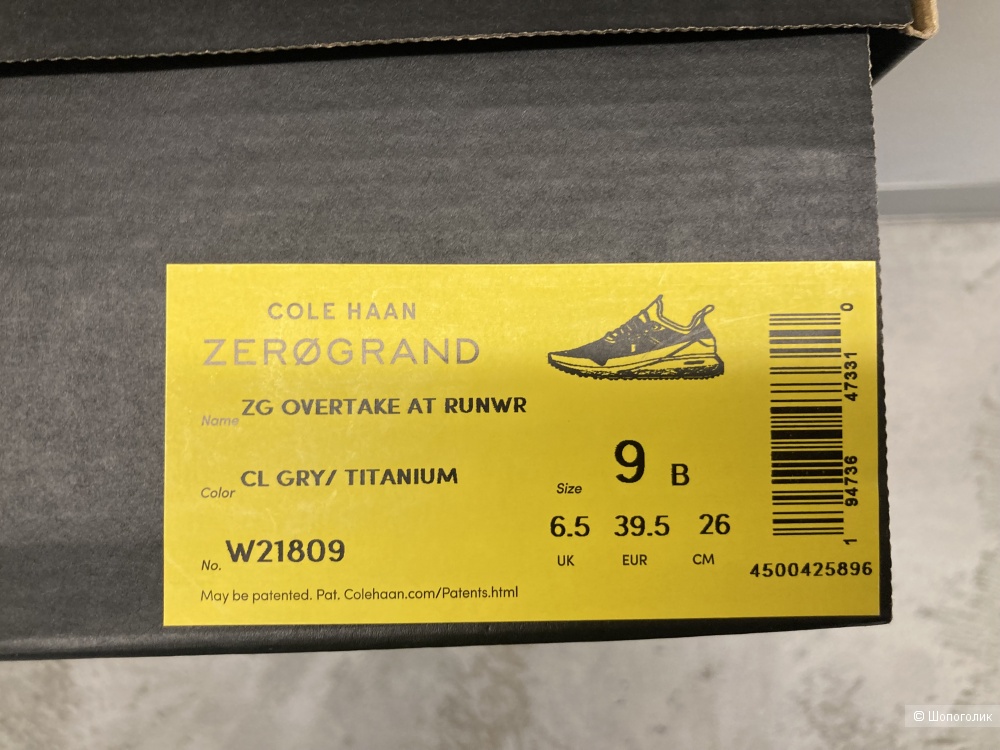 COLE HAAN
ZERØGRAND
Name ZG OVERTAKE AT RUNWR
Color CL GRY/ TITANIUM
Size 9 B
6.5 39.5 26
UK EUR CM
No. W21809
May be patented. Pat. Colehaan.com/Patents.html
1 94736 47331 0
4500425896
© Шопоголик